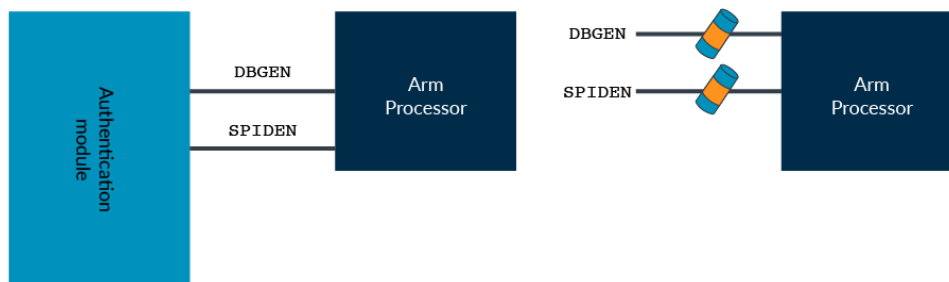 Authentication
module
DBGEN
SPIDEN
Arm
Processor
DBGEN
SPIDEN
Arm
Processor